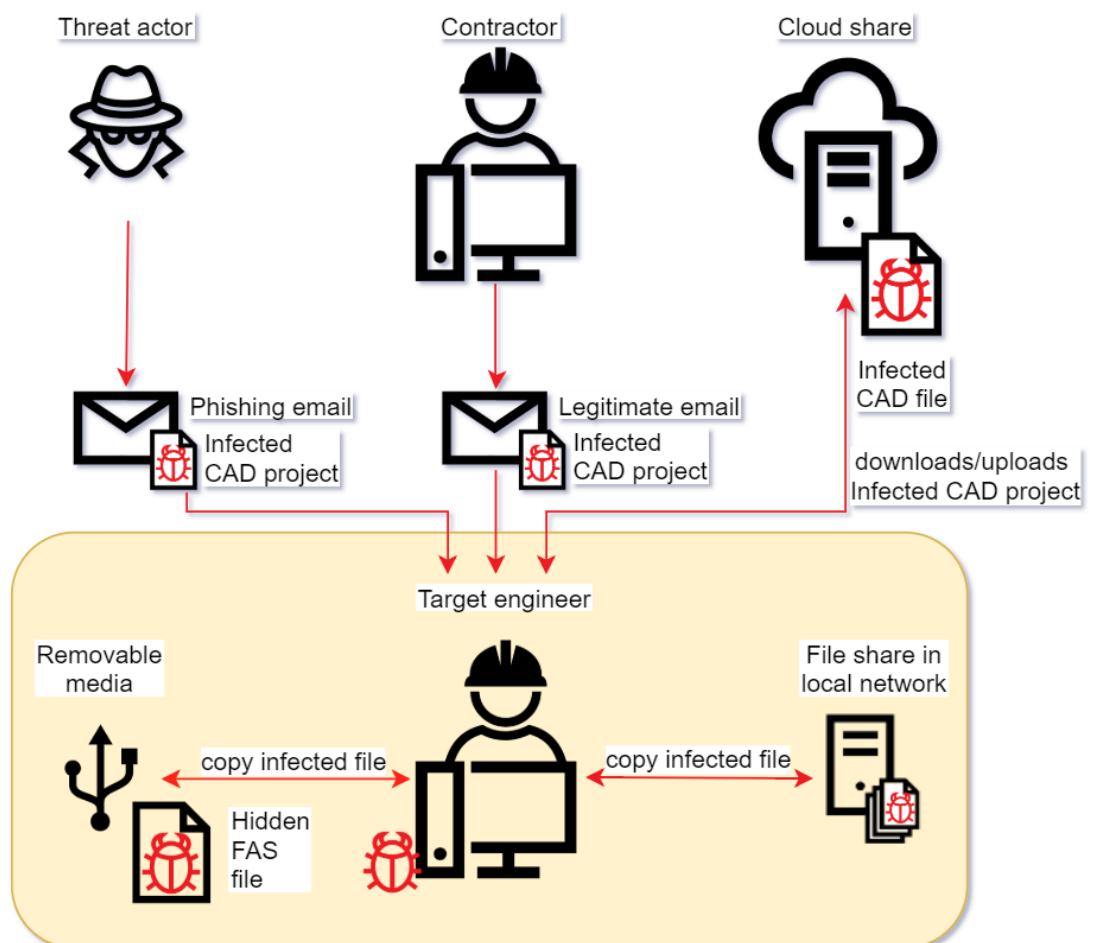 Threat actor
Contractor
Cloud share
Phishing email
Infected
CAD project
Legitimate email
Infected
CAD project
Infected
CAD file
downloads/uploads
Infected CAD project
Target engineer
Removable
media
File share in
local network
copy infected file
copy infected file
Hidden
FAS
file